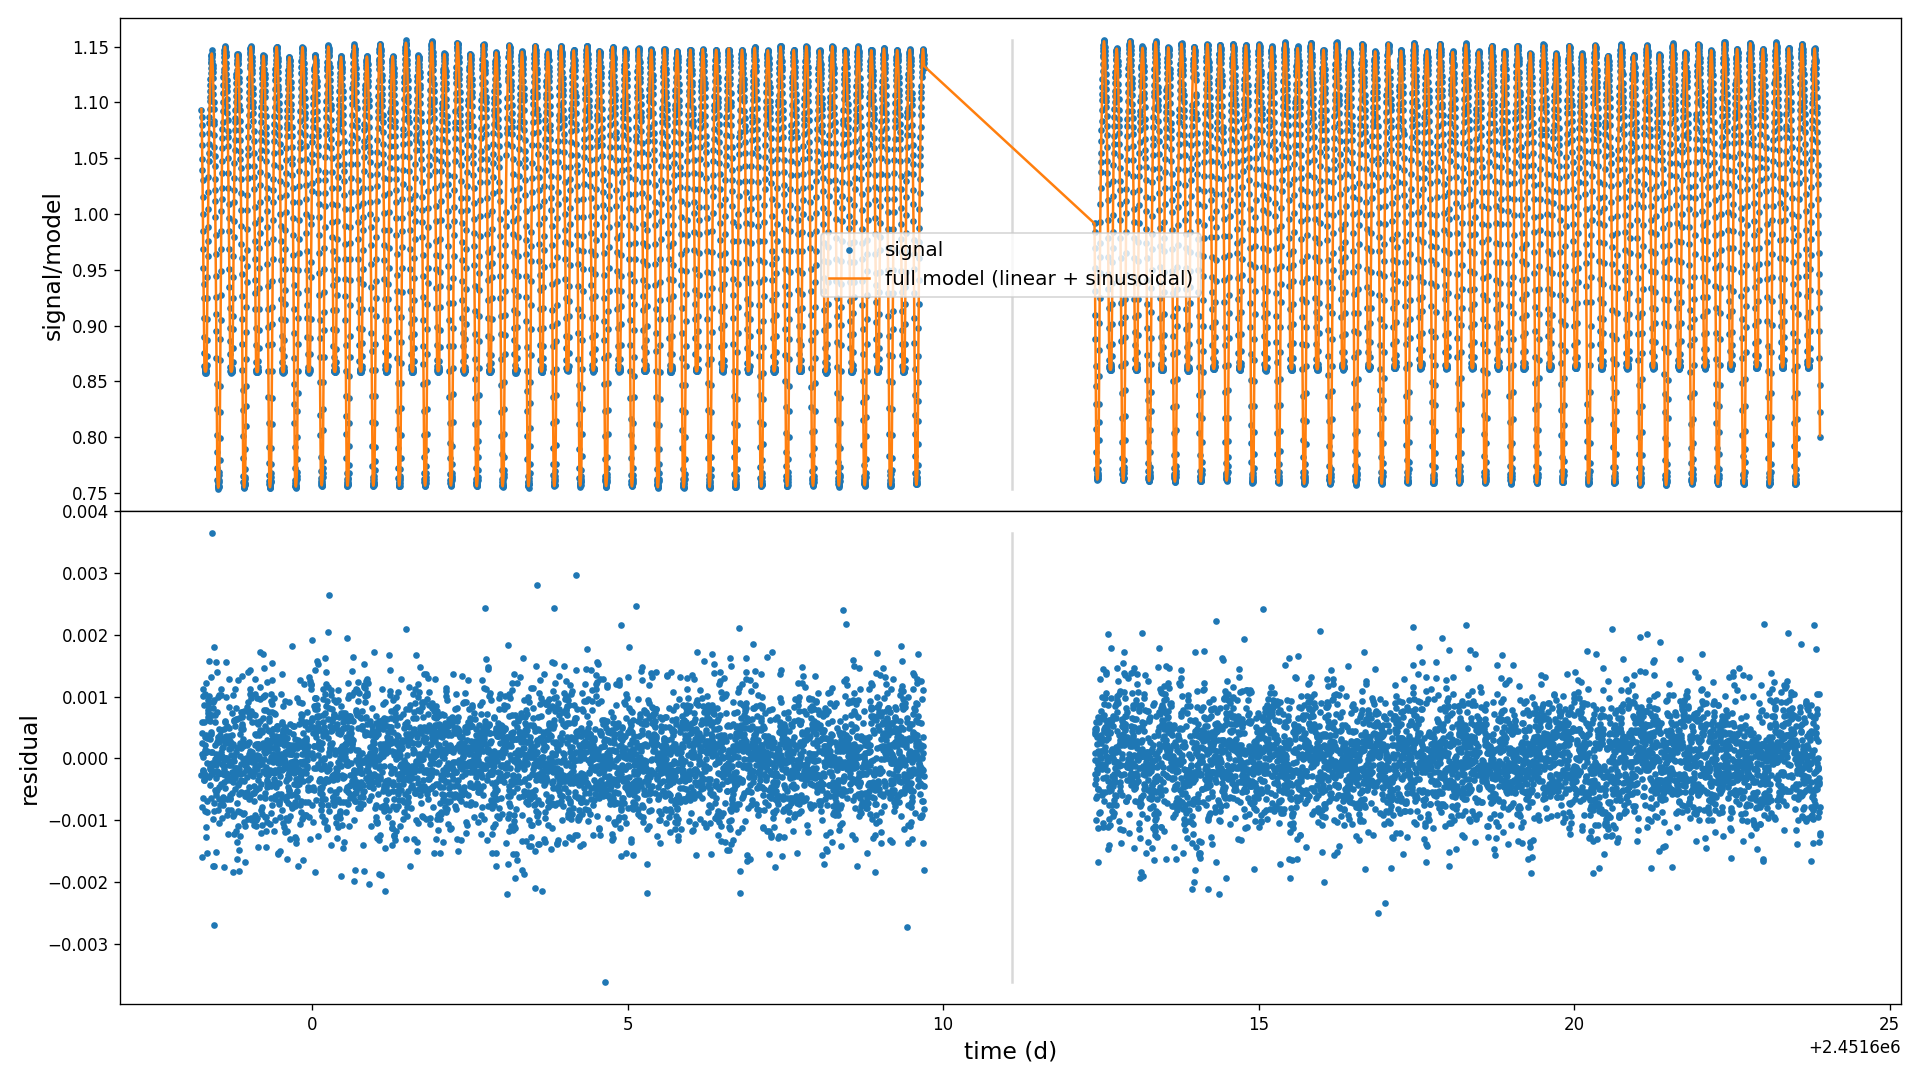 1.15
1.10
1.05
1.00
0.95
0.90
0.85
0.80
0.75
signal/model
signal
full model (linear + sinusoidal)
0.004
0.003
0.002
0.001
0.000
−0.001
−0.002
−0.003
residual
0 5 10 15 20 25
time (d)
+2.4516e6